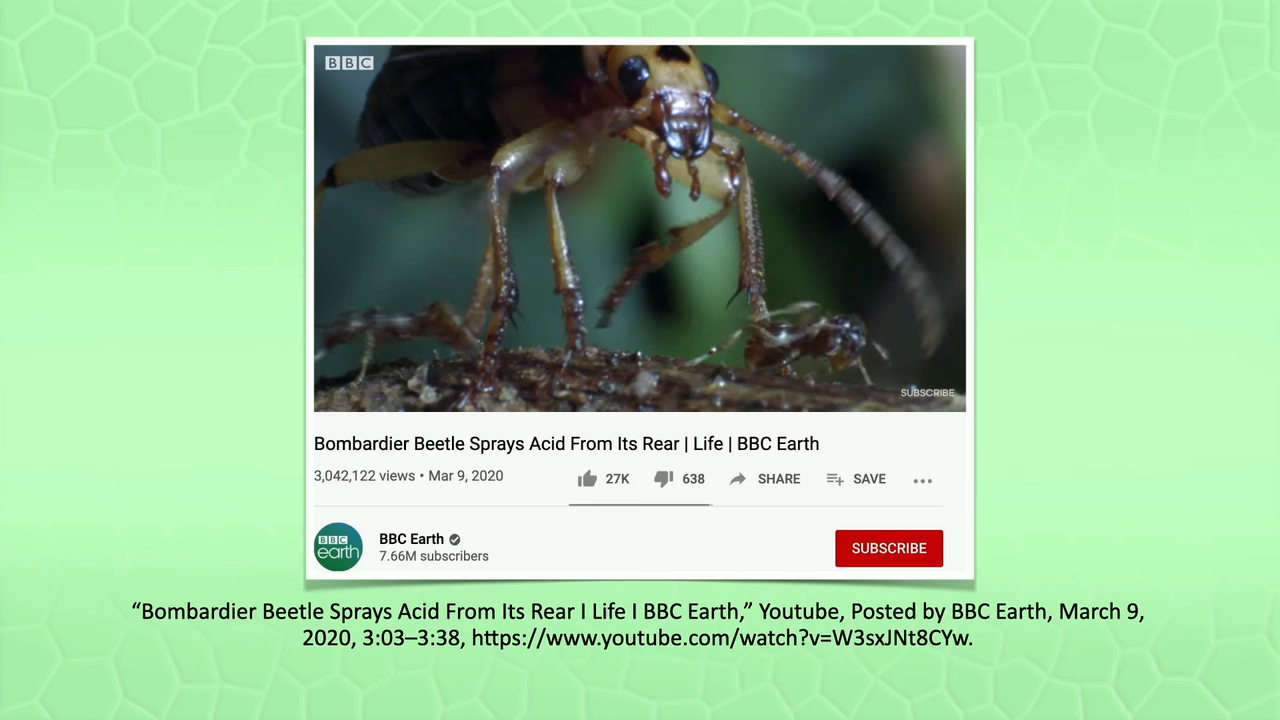 BBC
SUBSCRIBE
Bombardier Beetle Sprays Acid From Its Rear | Life | BBC Earth
3,042,122 views • Mar 9, 2020 27K 638 SHARE SAVE
BBC earth
BBC Earth
7.66M subscribers
SUBSCRIBE
“Bombardier Beetle Sprays Acid From Its Rear I Life I BBC Earth,” Youtube, Posted by BBC Earth, March 9,
2020, 3:03–3:38, https://www.youtube.com/watch?v=W3sxJNt8CYw.